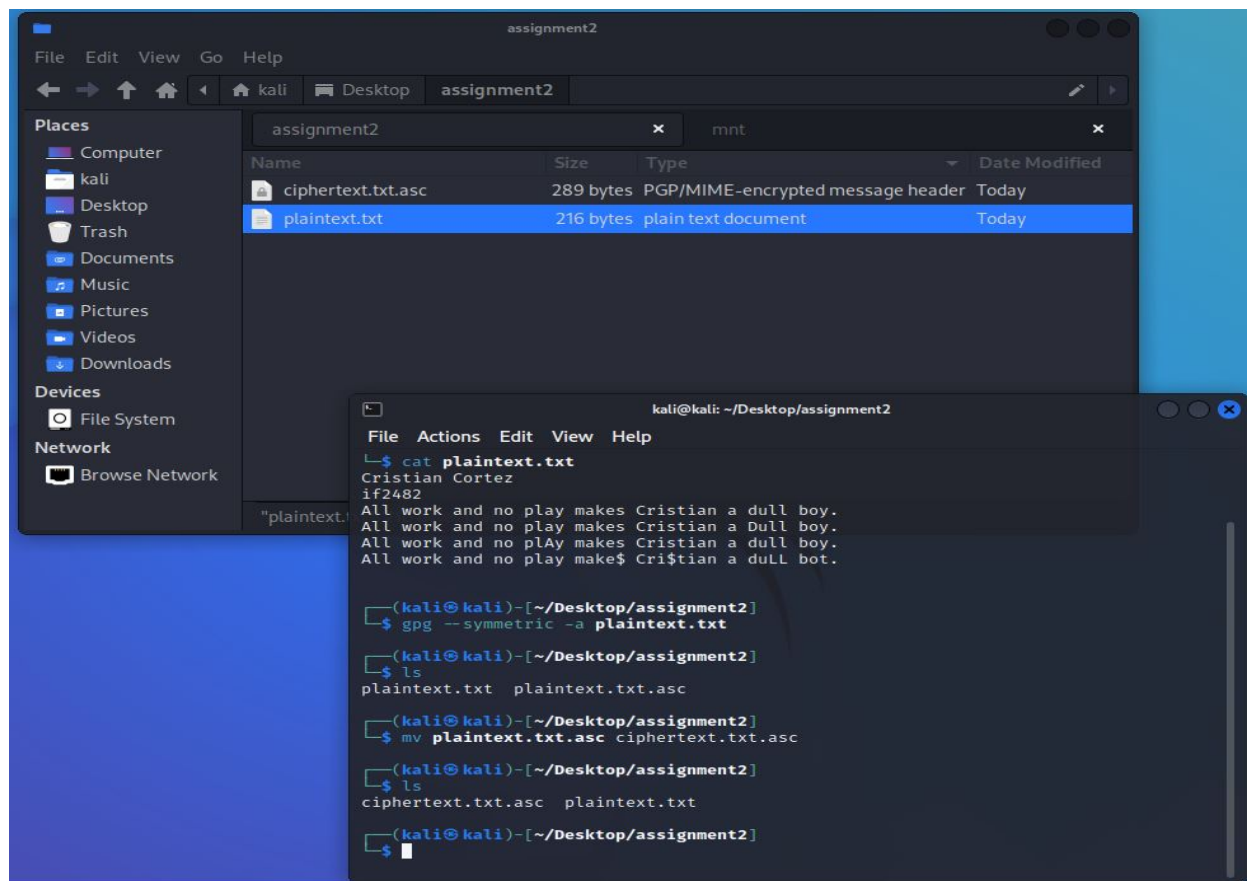 assignment2
File Edit View Go Help
kali Desktop assignment2
Places
Computer
kali
Desktop
Trash
Documents
Music
Pictures
Videos
Downloads
Devices
File System
Network
Browse Network
assignment2 mnt
Name Size Type Date Modified
ciphertext.txt.asc 289 bytes PGP/MIME-encrypted message header Today
plaintext.txt 216 bytes plain text document Today
"plaintext.
kali@kali: ~/Desktop/assignment2
File Actions Edit View Help
└─$ cat plaintext.txt
Cristian Cortez
if2482
All work and no play makes Cristian a dull boy.
All work and no play makes Cristian a Dull boy.
All work and no plAy makes Cristian a dull boy.
All work and no play make$ Cri$tian a duLL bot.
┌──(kali㉿kali)-[~/Desktop/assignment2]
└─$ gpg --symmetric -a plaintext.txt
┌──(kali㉿kali)-[~/Desktop/assignment2]
└─$ ls
plaintext.txt plaintext.txt.asc
┌──(kali㉿kali)-[~/Desktop/assignment2]
└─$ mv plaintext.txt.asc ciphertext.txt.asc
┌──(kali㉿kali)-[~/Desktop/assignment2]
└─$ ls
ciphertext.txt.asc plaintext.txt
┌──(kali㉿kali)-[~/Desktop/assignment2]
└─$